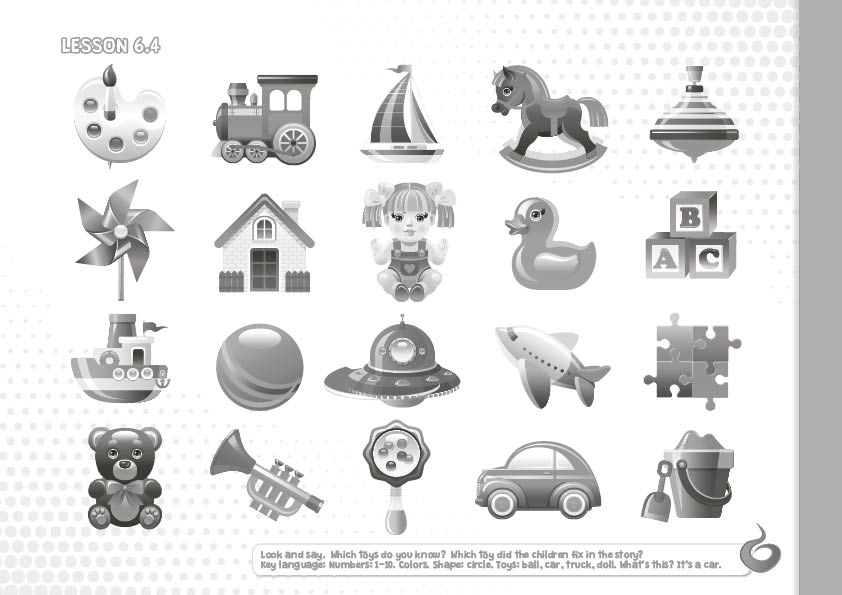 LESSON 6.4
B
A C
Look and say. Which toys do you know? Which toy did the children fix in the story?
Key language: Numbers: 1-10. Colors. Shape: circle. Toys: ball, car, truck, doll. What's this? It's a car.
6